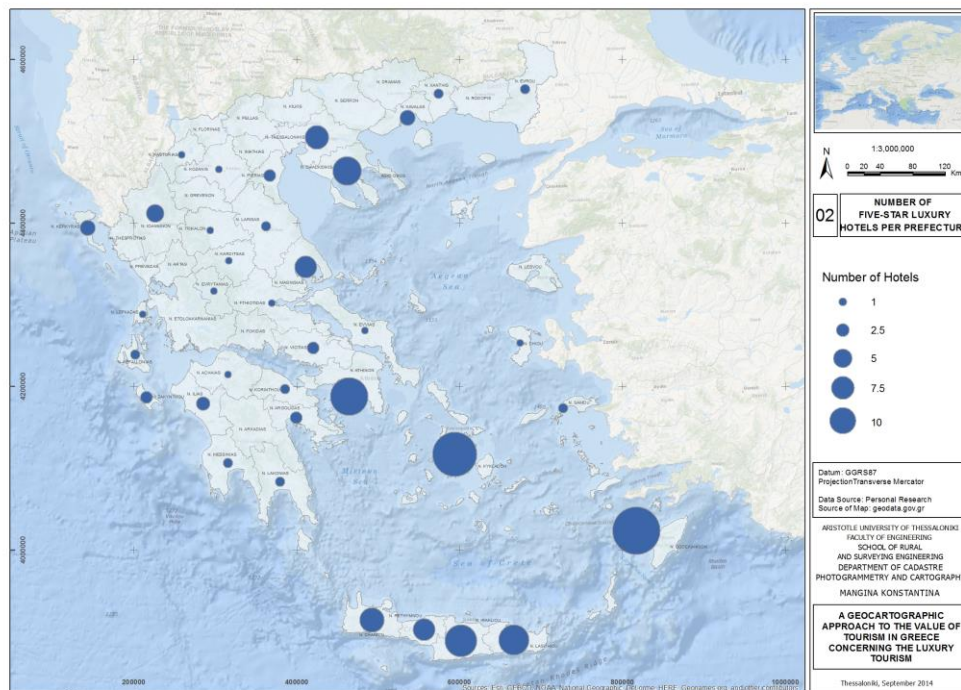 4600000
4400000
4200000
4000000
200000
400000
600000
800000
1000000
N. DRAMAS
N. XANTHIS
N. EVROU
N. RODOPIS
N. SERRON
N. KAVALAS
N. KILKIS
N. PELLAS
N. THESSALONIKIS
N. FLORINAS
N. IMATHIAS
N. KASTORIAS
N. KOZANIS
N. PIERIAS
N. CHALKIDIKIS
N. GREVENON
N. LARISAS
N. IOANNINON
N. TRIKALON
N. KERKYRAS
N. THESPROTIAS
N. KARDITSAS
N. PREVEZAS
N. ARTAS
N. MAGNISIAS
N. EVRYTANIAS
N. LEFKADAS
N. FTHIOTIDAS
N. ETOLOAKARNANIAS
N. FOKIDAS
N. EVVIAS
N. VIOTIAS
N. LESVOU
N. CHIOU
N. KEFALLONIAS
N. ACHAIAS
N. ATHINON
N. KORINTHOU
N. SAMOU
N. ZAKYNTHOU
N. ILIAS
N. ARGOLIDAS
N. ARKADIAS
N. KYKLADON
N. MESSINIAS
N. LAKONIAS
N. DODEKANISOU
N. RETHYMNOU
N. CHANION
N. IRAKLIOU
N. LASITHIOU
Sea of
Marmara
Aegean
Sea
Mirtoan
Sea
Sea of Crete
N
1:3,000,000
0 20 40 80 120
Km
02
NUMBER OF
FIVE-STAR LUXURY
HOTELS PER PREFECTUR
Number of Hotels
1
2.5
5
7.5
10
Datum: GGRS87
ProjectionTransverse Mercator
Data Source: Personal Research
Source of Map: geodata.gov.gr
ARISTOTLE UNIVERSITY OF THESSALONIKI
FACULTY OF ENGINEERING
SCHOOL OF RURAL
AND SURVEYING ENGINEERING
DEPARTMENT OF CADASTRE
PHOTOGRAMMETRY AND CARTOGRAPH
MANGINA KONSTANTINA
A GEOCARTOGRAPHIC
APPROACH TO THE VALUE OF
TOURISM IN GREECE
CONCERNING THE LUXURY
TOURISM
Thessaloniki, September 2014
Sources: Esri, GEBCO, NOAA, National Geographic, DeLorme, HERE, Geonames.org, and other contributors